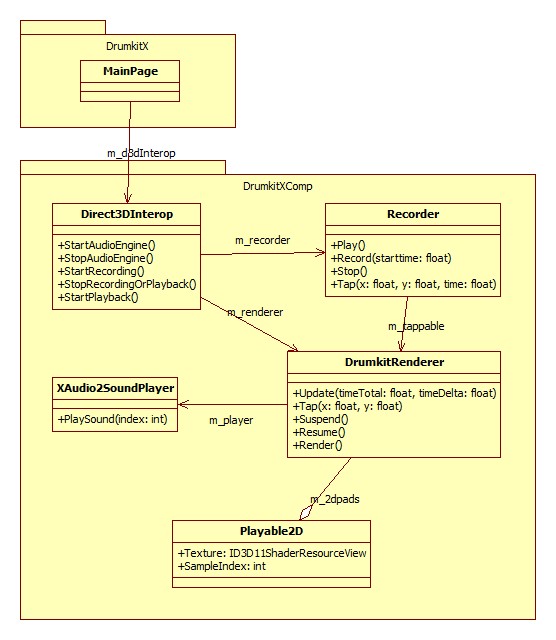 DrumkitX
MainPage
m_d3dInterop
DrumkitXComp
Direct3DInterop
+StartAudioEngine()
+StopAudioEngine()
+StartRecording()
+StopRecordingOrPlayback()
+StartPlayback()
m_recorder
Recorder
+Play()
+Record(starttime: float)
+Stop()
+Tap(x: float, y: float, time: float)
m_renderer
m_tappable
DrumkitRenderer
+Update(timeTotal: float, timeDelta: float)
+Tap(x: float, y: float)
+Suspend()
+Resume()
+Render()
XAudio2SoundPlayer
+PlaySound(index: int)
m_player
m_2dpads
Playable2D
+Texture: ID3D11ShaderResourceView
+SampleIndex: int